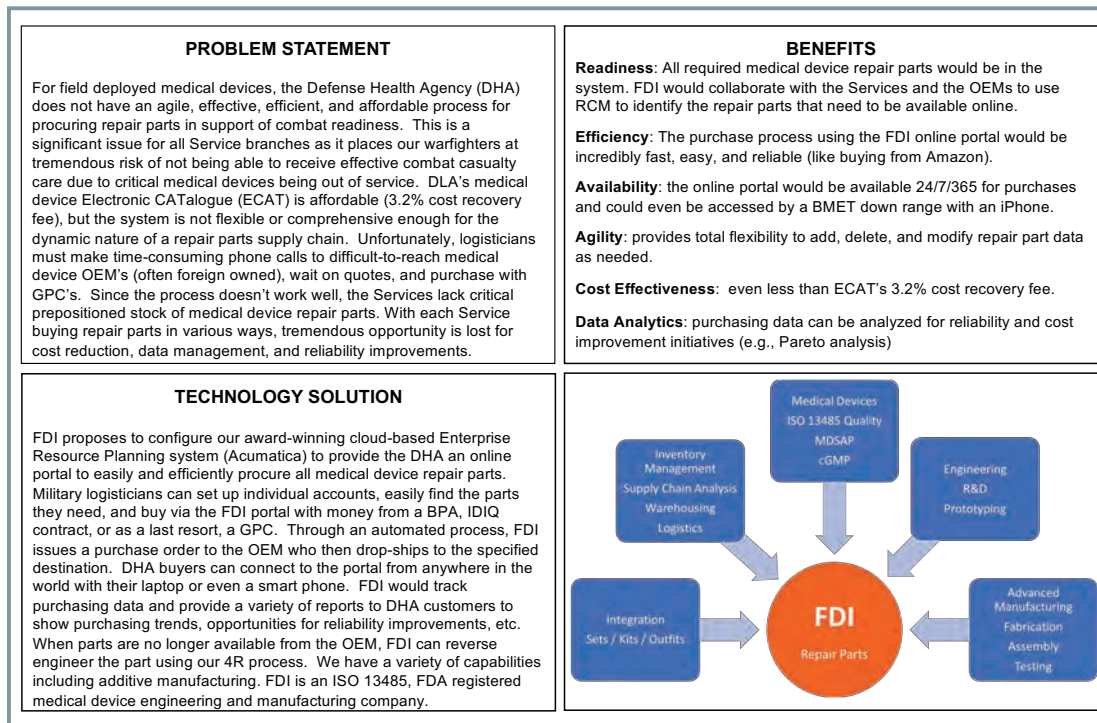 PROBLEM STATEMENT
For field deployed medical devices, the Defense Health Agency (DHA)
does not have an agile, effective, efficient, and affordable process for
procuring repair parts in support of combat readiness. This is a
significant issue for all Service branches as it places our warfighters at
tremendous risk of not being able to receive effective combat casualty
care due to critical medical devices being out of service. DLA's medical
device Electronic CATalogue (ECAT) is affordable (3.2% cost recovery
fee), but the system is not flexible or comprehensive enough for the
dynamic nature of a repair parts supply chain. Unfortunately, logisticians
must make time-consuming phone calls to difficult-to-reach medical
device OEM's (often foreign owned), wait on quotes, and purchase with
GPC's. Since the process doesn't work well, the Services lack critical
prepositioned stock of medical device repair parts. With each Service
buying repair parts in various ways, tremendous opportunity is lost for
cost reduction, data management, and reliability improvements.
BENEFITS
Readiness: All required medical device repair parts would be in the
system. FDI would collaborate with the Services and the OEMs to use
RCM to identify the repair parts that need to be available online.
Efficiency: The purchase process using the FDI online portal would be
incredibly fast, easy, and reliable (like buying from Amazon).
Availability: the online portal would be available 24/7/365 for purchases
and could even be accessed by a BMET down range with an iPhone.
Agility: provides total flexibility to add, delete, and modify repair part data
as needed.
Cost Effectiveness: even less than ECAT's 3.2% cost recovery fee.
Data Analytics: purchasing data can be analyzed for reliability and cost
improvement initiatives (e.g., Pareto analysis)
TECHNOLOGY SOLUTION
FDI proposes to configure our award-winning cloud-based Enterprise
Resource Planning system (Acumatica) to provide the DHA an online
portal to easily and efficiently procure all medical device repair parts.
Military logisticians can set up individual accounts, easily find the parts
they need, and buy via the FDI portal with money from a BPA, IDIQ
contract, or as a last resort, a GPC. Through an automated process, FDI
issues a purchase order to the OEM who then drop-ships to the specified
destination. DHA buyers can connect to the portal from anywhere in the
world with their laptop or even a smart phone. FDI would track
purchasing data and provide a variety of reports to DHA customers to
show purchasing trends, opportunities for reliability improvements, etc.
When parts are no longer available from the OEM, FDI can reverse
engineer the part using our 4R process. We have a variety of capabilities
including additive manufacturing. FDI is an ISO 13485, FDA registered
medical device engineering and manufacturing company.
Medical Devices
ISO 13485 Quality
MDSAP
cGMP
Inventory
Management
Supply Chain Analysis
Warehousing
Logistics
Engineering
R&D
Prototyping
Integration
Sets / Kits / Outfits
FDI
Repair Parts
Advanced
Manufacturing
Fabrication
Assembly
Testing